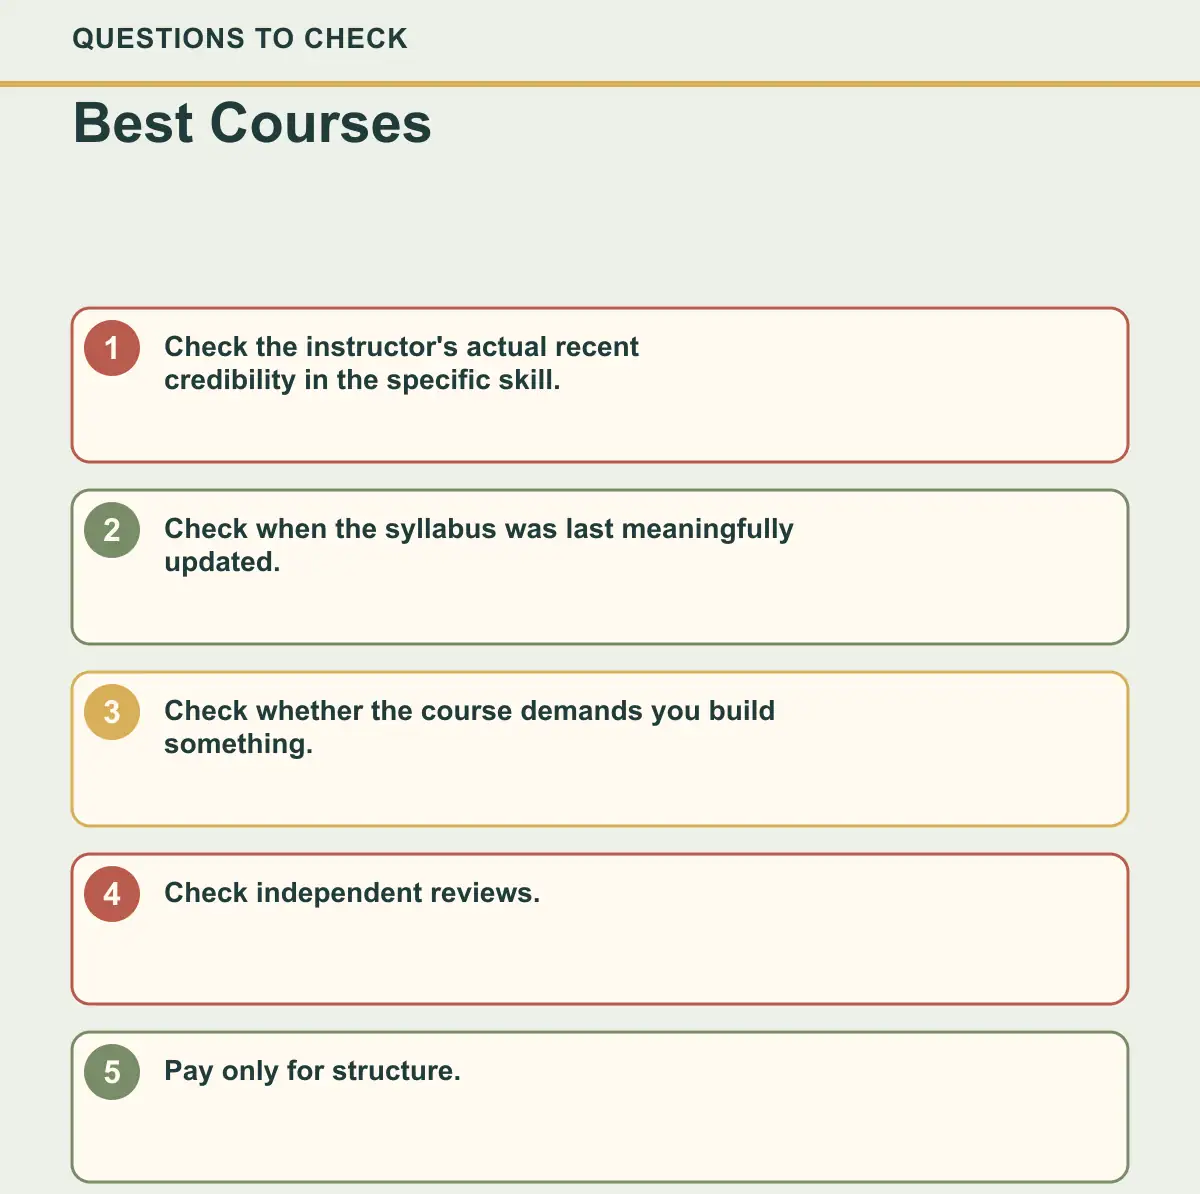 QUESTIONS TO CHECK
Best Courses
1
Check the instructor's actual recent
credibility in the specific skill.
2
Check when the syllabus was last meaningfully
updated.
3
Check whether the course demands you build
something.
4
Check independent reviews.
5
Pay only for structure.